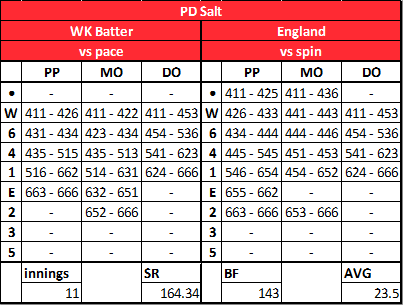 PD Salt
WK Batter England
vs pace vs spin
PP MO DO PP MO DO
• - - - • 411 - 425 411 - 436 -
W 411 - 426 411 - 422 411 - 453 W 426 - 433 441 - 443 411 - 453
6 431 - 434 423 - 434 454 - 536 6 434 - 444 444 - 446 454 - 536
4 435 - 515 435 - 513 541 - 623 4 445 - 545 451 - 453 541 - 623
1 516 - 662 514 - 631 624 - 666 1 546 - 654 454 - 652 624 - 666
E 663 - 666 632 - 651 - E 655 - 662 - -
2 - 652 - 666 - 2 663 - 666 653 - 666 -
3 - - - 3 - - -
5 - - - 5 - - -
innings SR BF AVG
11 164.34 143 23.5